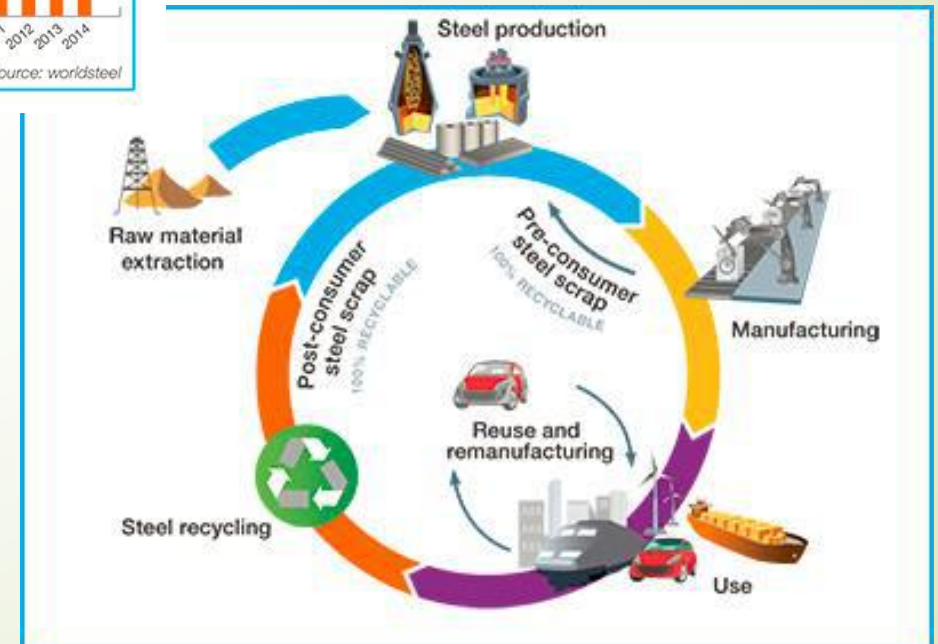 2012
2013
2014
ource: worldsteel
Steel production
Raw material
extraction
Pre-consumer
steel scrap
100% RECYCLABLE
Post-consumer
steel scrap
100% RECYCLABLE
Manufacturing
Reuse and
remanufacturing
Steel recycling
Use